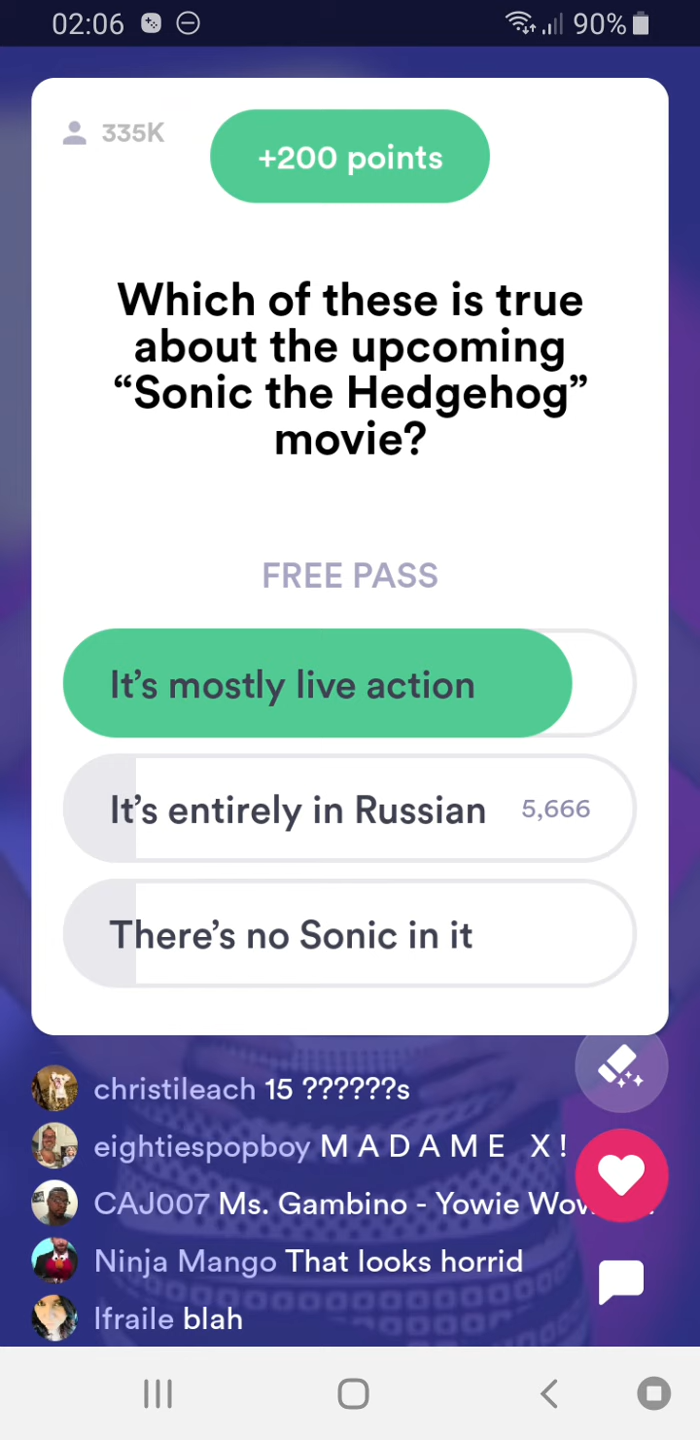 02:06
90%
335K
+200 points
Which of these is true
about the upcoming
“Sonic the Hedgehog”
movie?
FREE PASS
It’s mostly live action
It’s entirely in Russian 5,666
There’s no Sonic in it
christileach 15 ??????s
eightiespopboy M A D A M E X !
CAJ007 Ms. Gambino - Yowie
Ninja Mango That looks horrid
lfraile blah